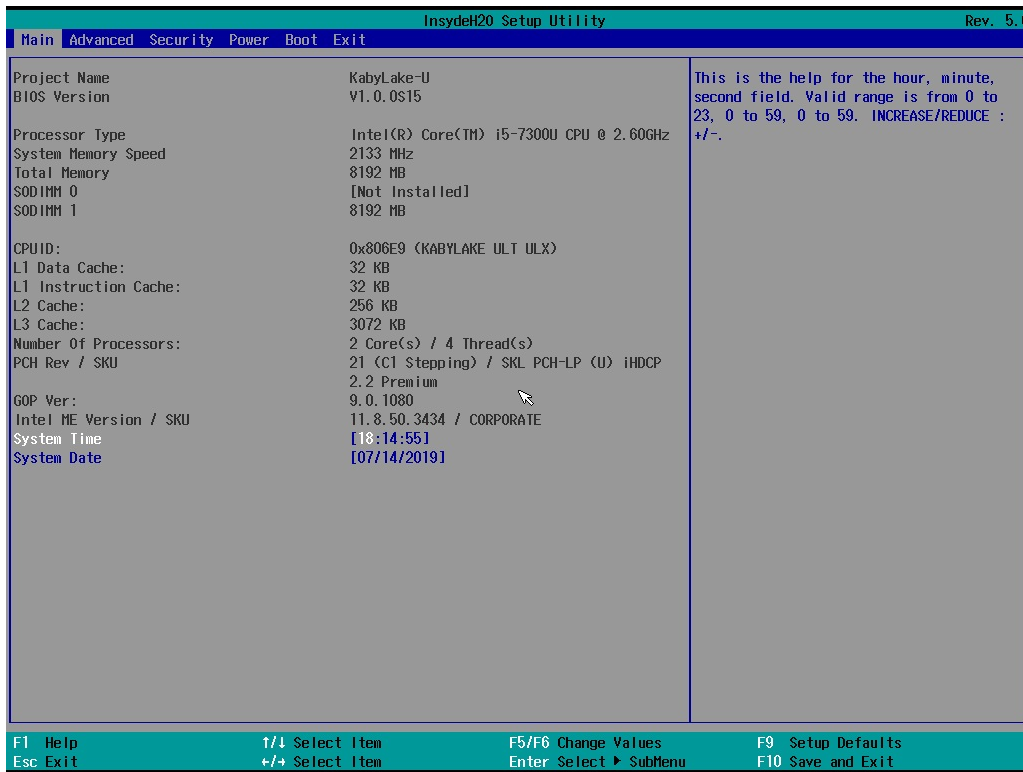 InsydeH2O Setup Utility Rev. 5.
Main Advanced Security Power Boot Exit
Project Name KabyLake-U
BIOS Version V1.0.0S15
Processor Type Intel(R) Core(TM) i5-7300U CPU @ 2.60GHz
System Memory Speed 2133 MHz
Total Memory 8192 MB
SODIMM 0 [Not Installed]
SODIMM 1 8192 MB
CPUID: 0x806E9 (KABYLAKE ULT ULX)
L1 Data Cache: 32 KB
L1 Instruction Cache: 32 KB
L2 Cache: 256 KB
L3 Cache: 3072 KB
Number Of Processors: 2 Core(s) / 4 Thread(s)
PCH Rev / SKU 21 (C1 Stepping) / SKL PCH-LP (U) iHDCP
2.2 Premium
GOP Ver: 9.0.1080
Intel ME Version / SKU 11.8.50.3434 / CORPORATE
System Time [18:14:55]
System Date [07/14/2019]
This is the help for the hour, minute,
second field. Valid range is from 0 to
23, 0 to 59, 0 to 59. INCREASE/REDUCE :
+/-.
F1 Help ↑/↓ Select Item F5/F6 Change Values F9 Setup Defaults
Esc Exit ←/→ Select Item Enter Select ▶ SubMenu F10 Save and Exit